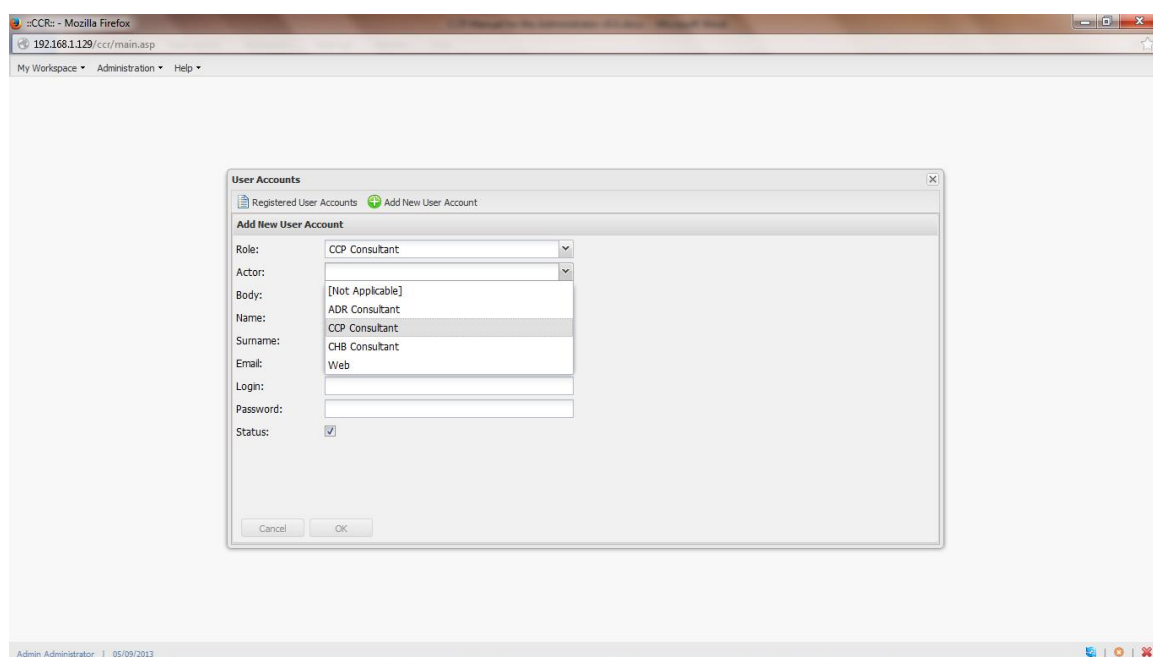 ::CCR:: - Mozilla Firefox
192.168.1.129/ccr/main.asp
My Workspace Administration Help
User Accounts
Registered User Accounts Add New User Account
Add New User Account
Role: CCP Consultant
Actor:
Body: [Not Applicable]
ADR Consultant
Name: CCP Consultant
Surname: CHB Consultant
Email: Web
Login:
Password:
Status:
Cancel OK
Admin Administrator | 05/09/2013